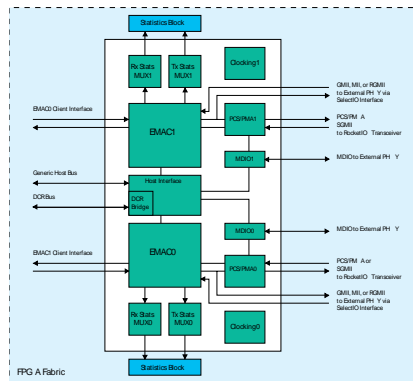 Statistics Block
Rx Stats
MUX1
Tx Stats
MUX1
Clocking1
GMII, MII, or RGMII
to External PH Y via
SelectIO Interface
EMAC0 Client Interface
EMAC1
PCS/PMA1
PCS/PM A
SGMII
to RocketIO Transceiver
MDIO1
MDIO to External PH Y
Generic Host Bus
Host Interface
DCR Bus
DCR
Bridge
MDIO0
MDIO to External PH Y
EMAC1 Client Interface
EMAC0
PCS/PMA0
PCS/PM A or
SGMII
to RocketIO Transceiver
GMII, MII, or RGMII
to External PH Y via
SelectIO Interface
Rx Stats
MUX0
Tx Stats
MUX0
Clocking0
Statistics Block
FPG A Fabric